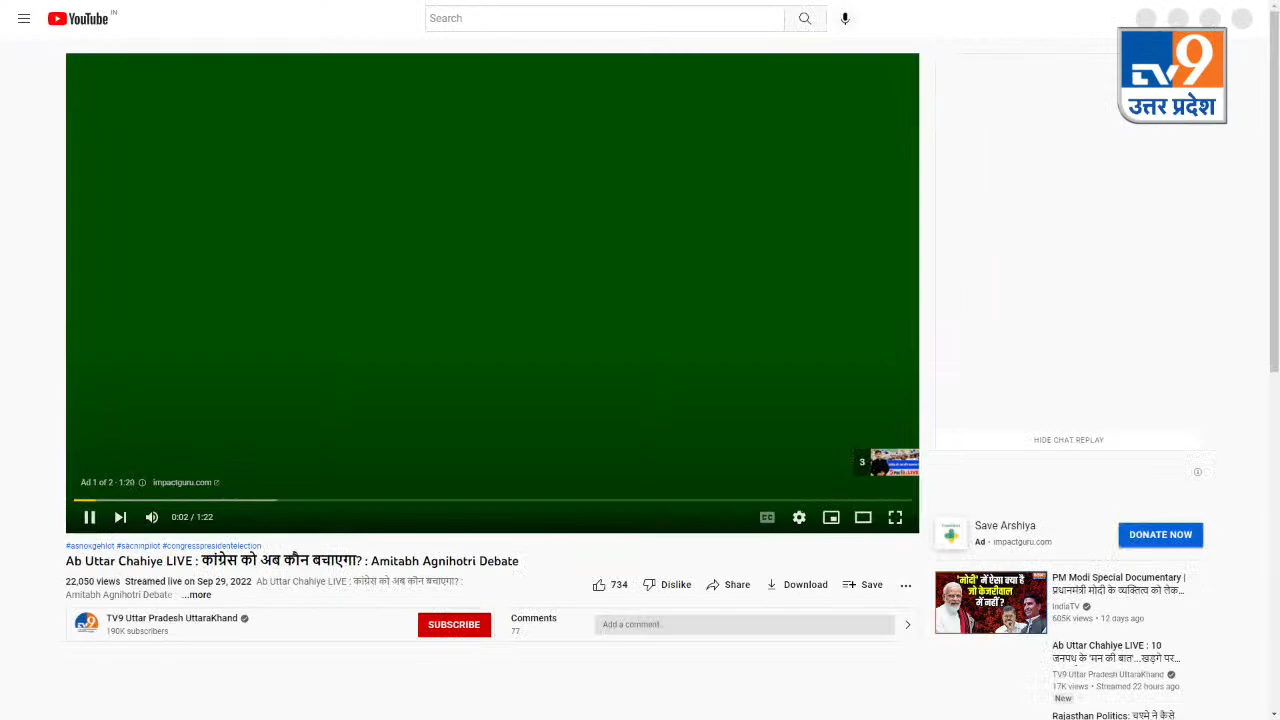 YouTube IN
Search
TV9
उत्तर प्रदेश
HIDE CHAT REPLAY
3
Ad 1 of 2 · 1:20 impactguru.com
0:02 / 1:22
CC
#ashokgehlot #sachinpilot #congresspresidentelection
Ab Uttar Chahiye LIVE : कांग्रेस को अब कौन बचाएगा? : Amitabh Agnihotri Debate
22,050 views Streamed live on Sep 29, 2022 Ab Uttar Chahiye LIVE : कांग्रेस को अब कौन बचाएगा? :
Amitabh Agnihotri Debate ...more
734 Dislike Share Download Save
TV9 Uttar Pradesh UttaraKhand
190K subscribers
SUBSCRIBE
Comments
77
Add a comment..
Save Arshiya
Ad · impactguru.com
DONATE NOW
'मोदी' में ऐसा क्या है
जो केजरीवाल
में नहीं ?
PM Modi Special Documentary |
प्रधानमंत्री मोदी के व्यक्तित्व को लेक...
IndiaTV
605K views · 12 days ago
Ab Uttar Chahiye LIVE : 10
जनपथ के 'मन की बात'...खड़गे पर...
TV9 Uttar Pradesh UttaraKhand
17K views · Streamed 22 hours ago
New
Rajasthan Politics: चश्मे ने कैसे